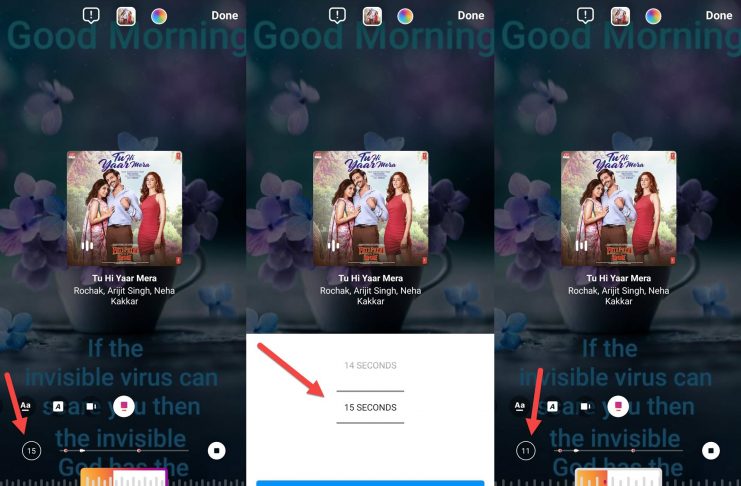 Done
Good Morning
Tu Hi
Yaar Mera
Tu Hi Yaar Mera
Rochak, Arijit Singh, Neha
Kakkar
If the
invisible virus can
scare you then
Aa
A
the invisible
15
God has the
Done
Good Morning
Tu Hi
Yaar Mera
Tu Hi Yaar Mera
Rochak, Arijit Singh, Neha
Kakkar
14 SECONDS
15 SECONDS
Done
Good Morning
Tu Hi
Yaar Mera
Tu Hi Yaar Mera
Rochak, Arijit Singh, Neha
Kakkar
If the
invisible virus can
scare you then
Aa
A
the invisible
11
God has the